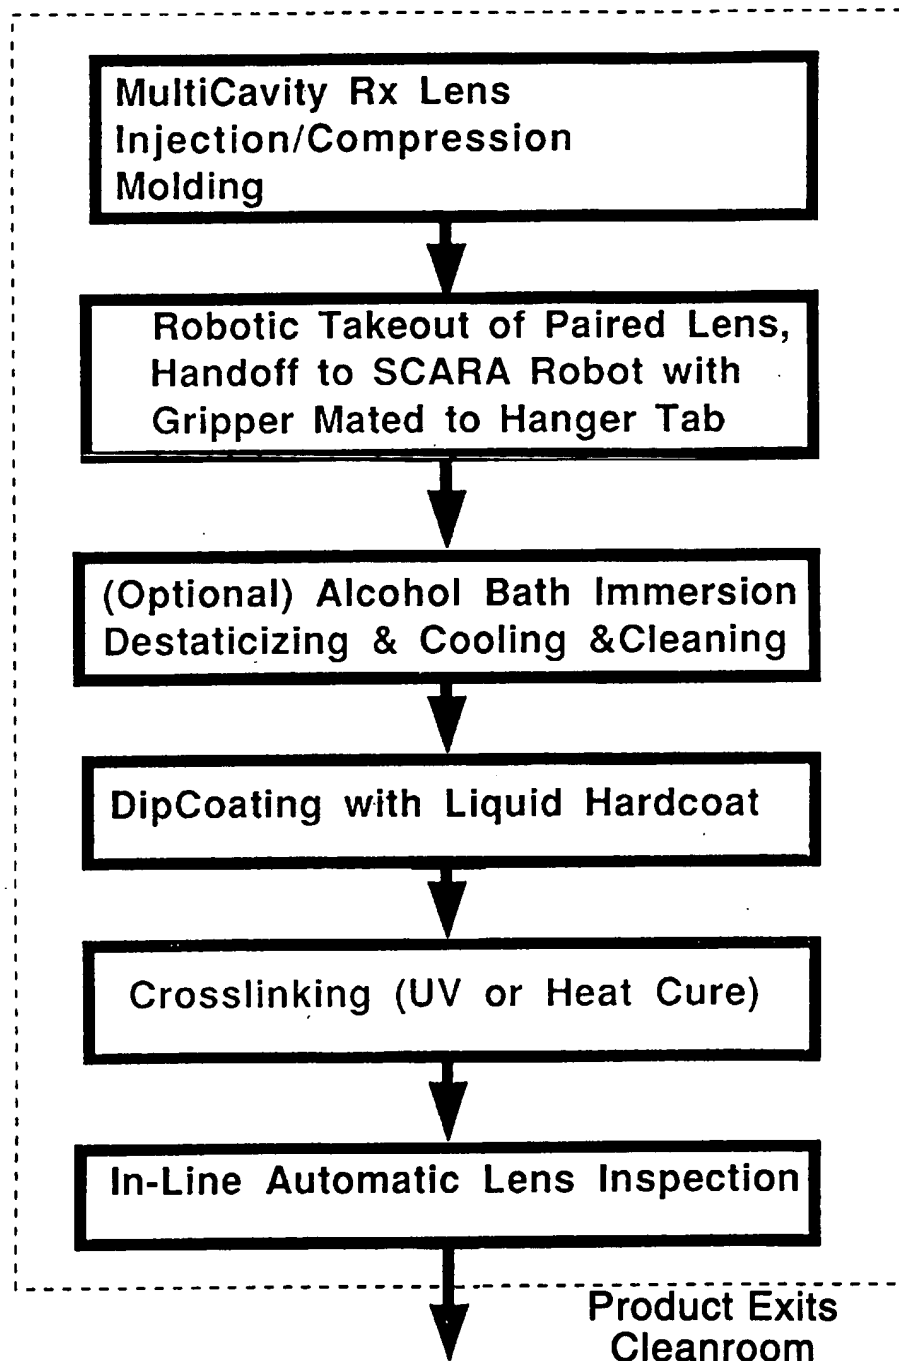 MultiCavity Rx Lens
Injection/Compression
Molding
Robotic Takeout of Paired Lens,
Handoff to SCARA Robot with
Gripper Mated to Hanger Tab
(Optional) Alcohol Bath Immersion
Destaticizing & Cooling &Cleaning
DipCoating with Liquid Hardcoat
Crosslinking (UV or Heat Cure)
In-Line Automatic Lens Inspection
Product Exits
Cleanroom